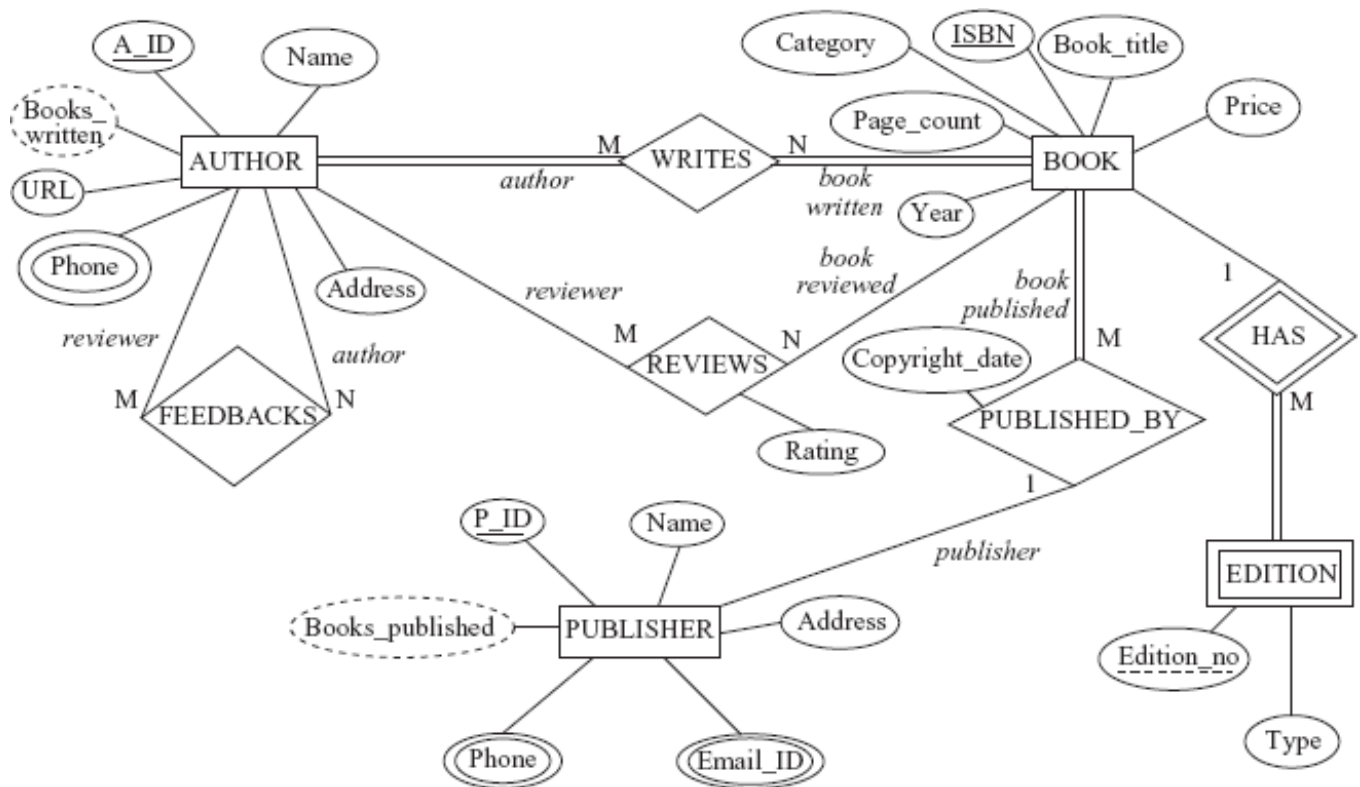 A_ID
Name
Category
ISBN
Book_title
Books_
written
Page_count
Price
AUTHOR
M
WRITES
N
BOOK
author
book
written
URL
Year
Phone
Address
reviewer
book
reviewed
book
published
1
reviewer
author
M
REVIEWS
N
Copyright_date
M
HAS
M
FEEDBACKS
N
PUBLISHED_BY
M
Rating
1
P_ID
Name
publisher
EDITION
Books_published
PUBLISHER
Address
Edition_no
Phone
Email_ID
Type